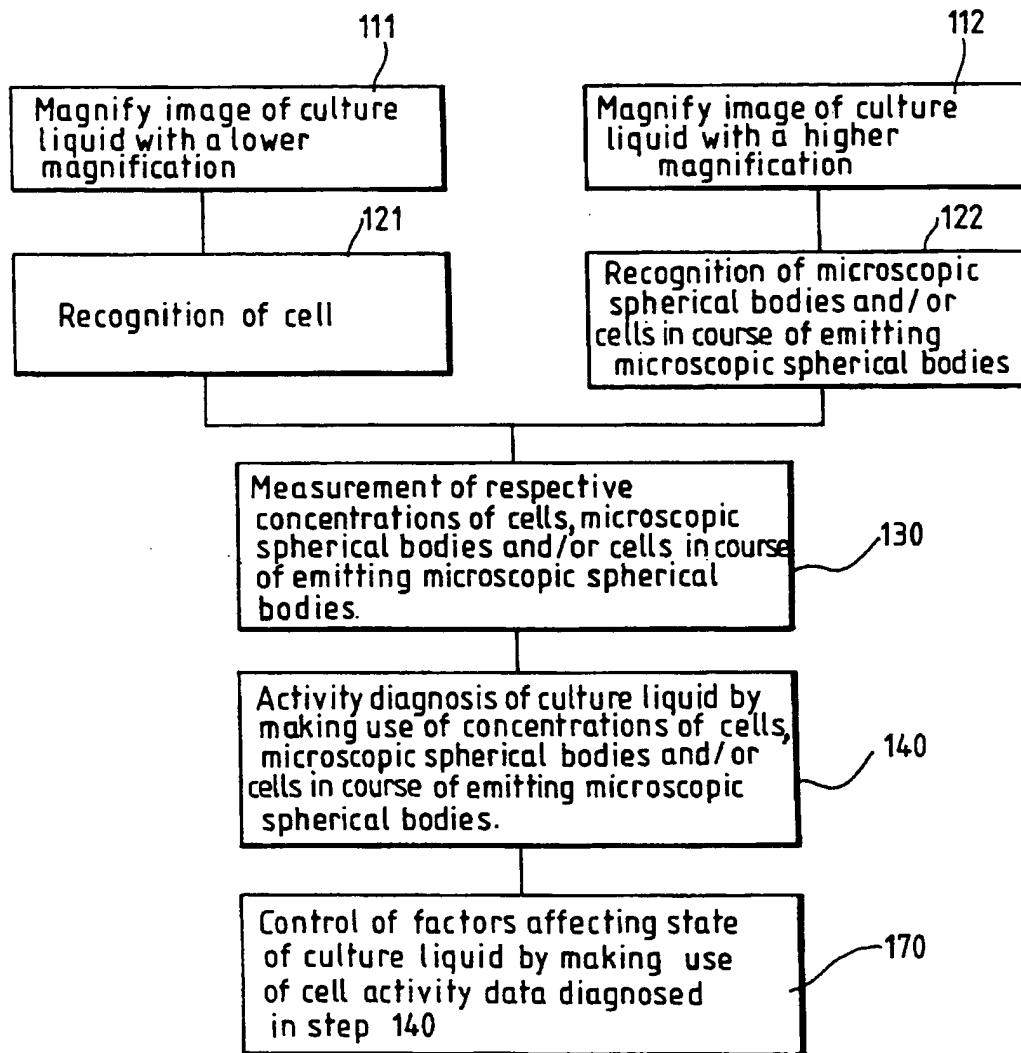 111
112
Magnify image of culture
liquid with a lower
magnification
Magnify image of culture
liquid with a higher
magnification
121
122
Recognition of cell
Recognition of microscopic
spherical bodies and/or
cells in course of emitting
microscopic spherical bodies
Measurement of respective
concentrations of cells, microscopic
spherical bodies and/or cells in course
of emitting microscopic spherical
bodies.
130
Activity diagnosis of culture liquid by
making use of concentrations of cells,
microscopic spherical bodies and/or
cells in course of emitting microscopic
spherical bodies.
140
Control of factors affecting state
of culture liquid by making use
of cell activity data diagnosed
in step 140
170